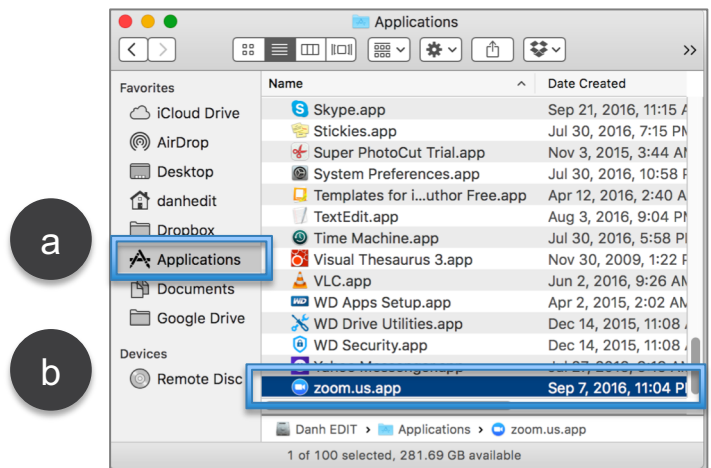 Applications
Favorites
iCloud Drive
AirDrop
Desktop
danhedit
Dropbox
Applications
Documents
Google Drive
Devices
Remote Disc
Name Date Created
Skype.app Sep 21, 2016, 11:15 A
Stickies.app Jul 30, 2016, 7:15 PM
Super PhotoCut Trial.app Nov 3, 2015, 3:44 AM
System Preferences.app Jul 30, 2016, 10:58 P
Templates for i...uthor Free.app Apr 12, 2016, 2:40 A
TextEdit.app Aug 3, 2016, 9:04 PM
Time Machine.app Jul 30, 2016, 5:58 PM
Visual Thesaurus 3.app Nov 30, 2009, 1:22 P
VLC.app Jun 2, 2016, 9:26 AM
WD Apps Setup.app Apr 2, 2015, 2:02 AM
WD Drive Utilities.app Dec 14, 2015, 11:08
WD Security.app Dec 14, 2015, 11:08
Yahoo Messenger.app Jul 27, 2016,
zoom.us.app Sep 7, 2016, 11:04 P
Danh EDIT > Applications > zoom.us.app
1 of 100 selected, 281.69 GB available
a
b